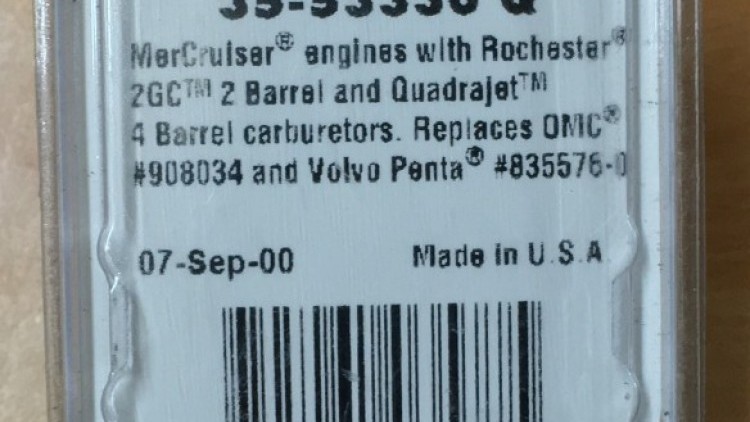 MerCruiser® engines with Rochester®
2GC™ 2 Barrel and Quadrajet™
4 Barrel carburetors. Replaces OMC®
#908034 and Volvo Penta® #835576-0
07-Sep-00 Made in U.S.A